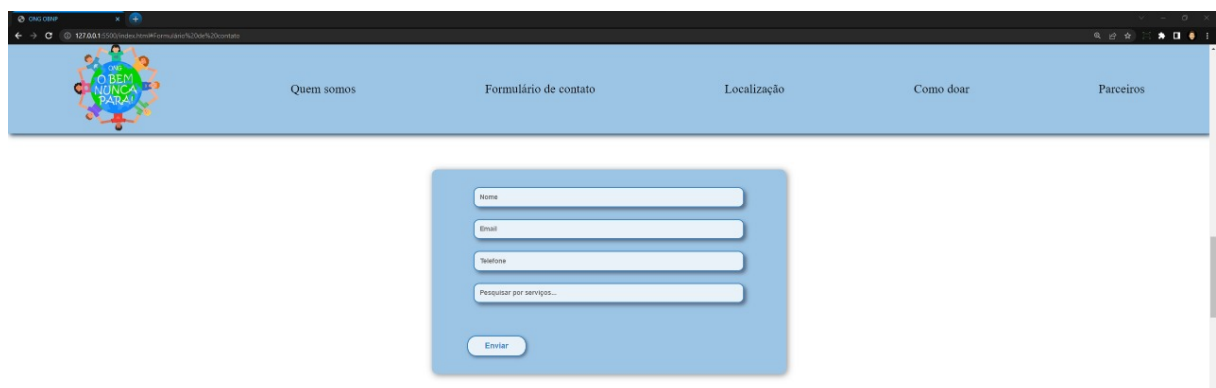 ONG OBNP
127.0.0.1:5500/index.html#Formulário%20de%20contato
ONG
O BEM
NUNCA
PARA!
Quem somos
Formulário de contato
Localização
Como doar
Parceiros
Nome
Email
Telefone
Pesquisar por serviços...
Enviar